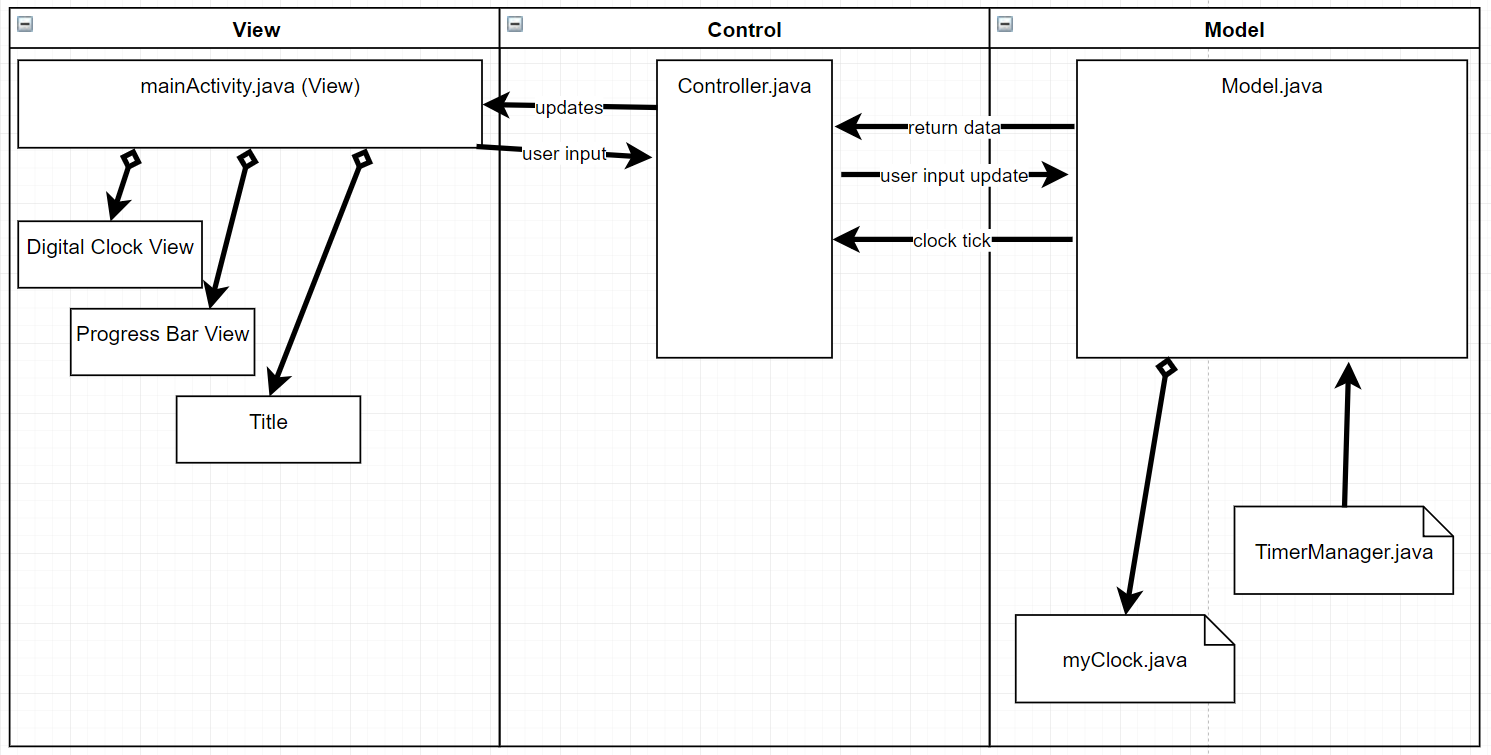 View
Control
Model
mainActivity.java (View)
Controller.java
Model.java
updates
user input
return data
user input update
clock tick
Digital Clock View
Progress Bar View
Title
TimerManager.java
myClock.java